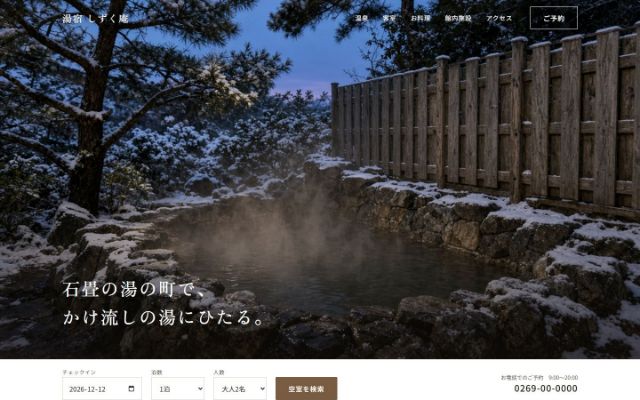 湯宿 しずく庵
温泉 客室 お料理 館内施設 アクセス ご予約
石畳の湯の町で、
かけ流しの湯にひたる。
チェックイン 泊数 人数
2026-12-12 1泊 大人2名 空室を検索
お電話でのご予約 9:00〜20:00
0269-00-0000